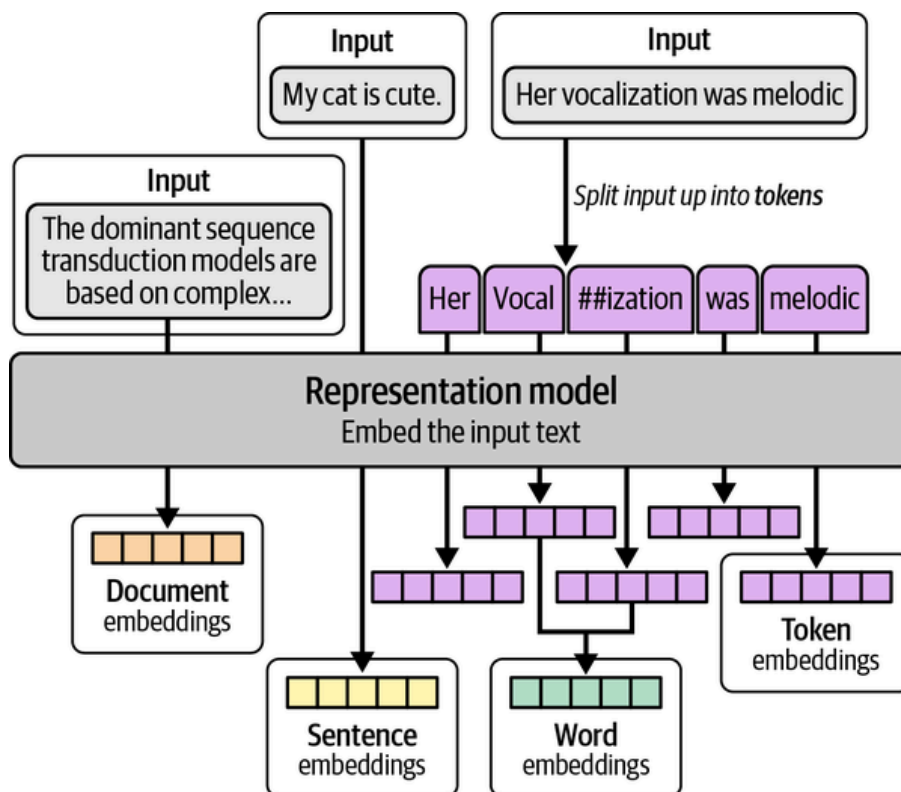 Input
My cat is cute.
Input
Her vocalization was melodic
Input
The dominant sequence
transduction models are
based on complex...
Split input up into tokens
Her
Vocal
##ization
was
melodic
Representation model
Embed the input text
Document
embeddings
Sentence
embeddings
Word
embeddings
Token
embeddings